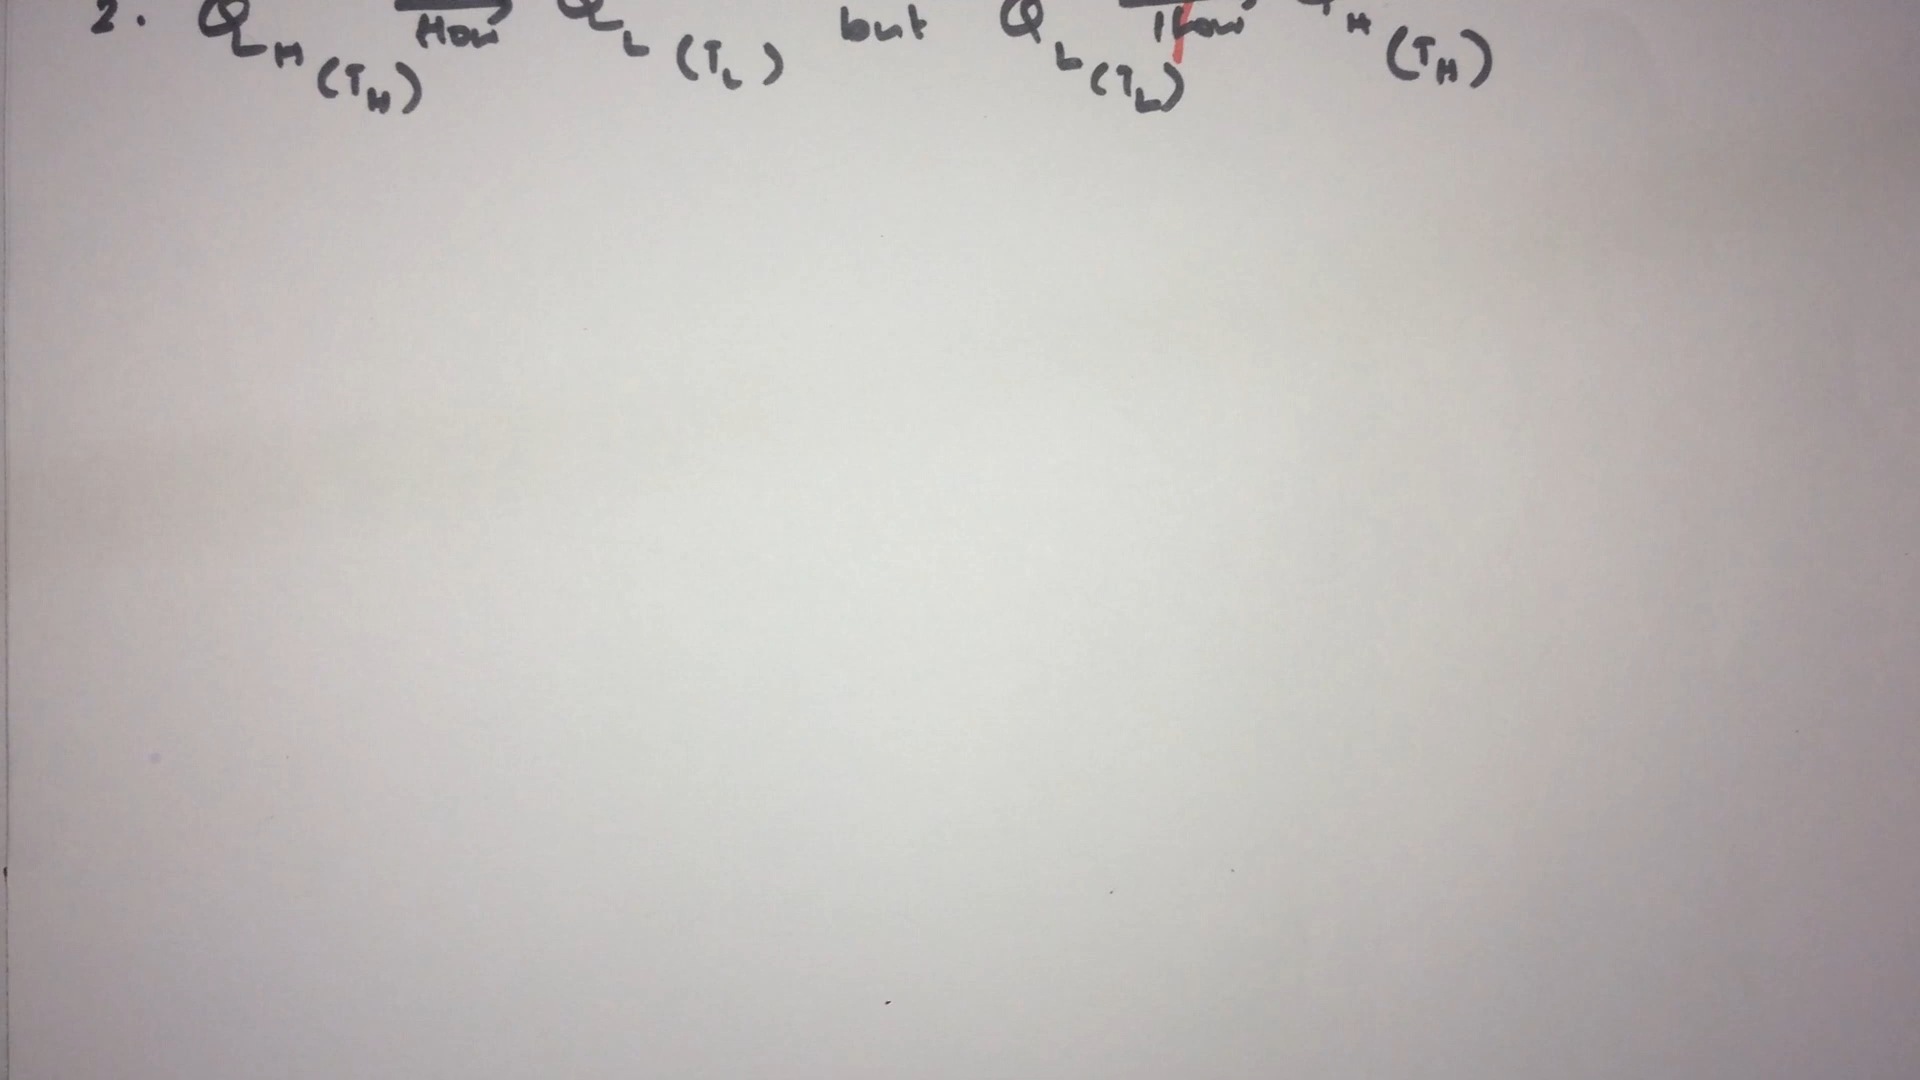 2. Q_H (T_H) → flow Q_L (T_L) but Q_L (T_L) → flow Q_H (T_H)